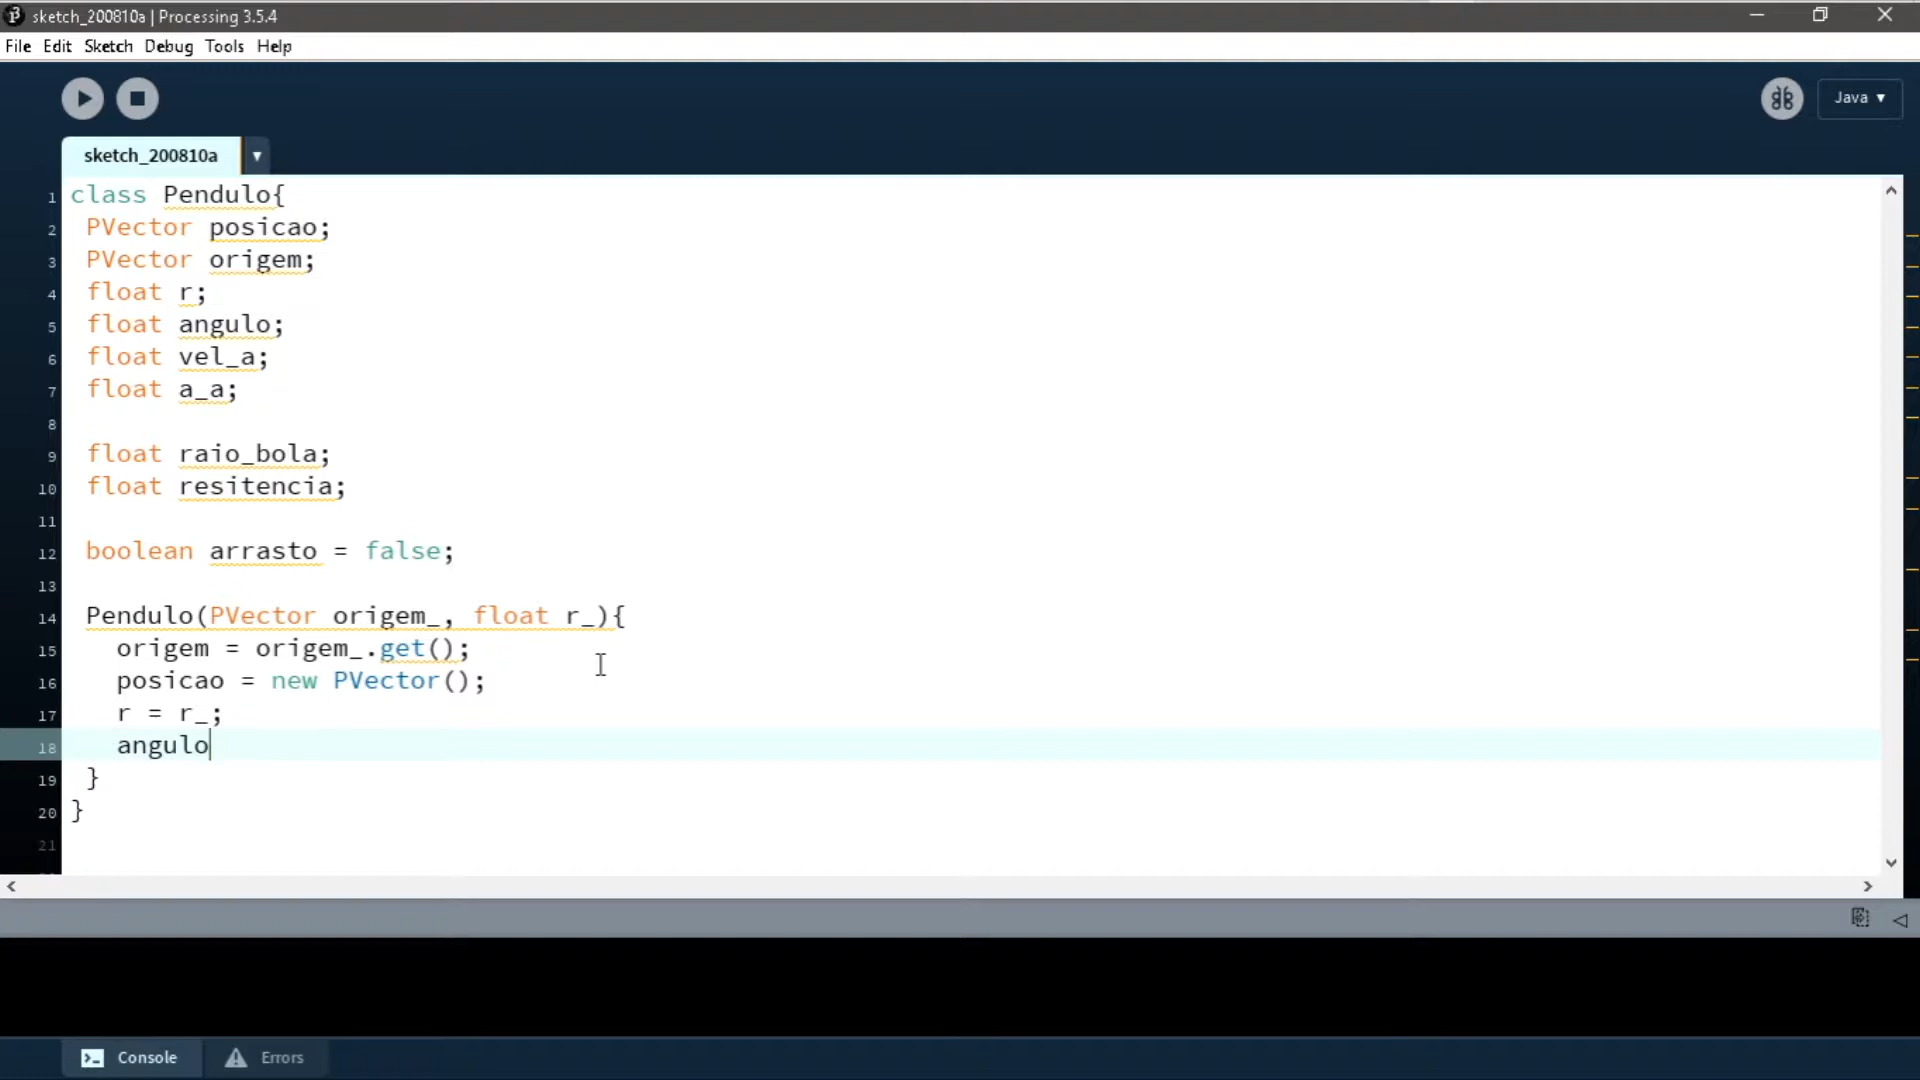 sketch_200810a | Processing 3.5.4
File Edit Sketch Debug Tools Help
Java ▾
sketch_200810a ▾
1 class Pendulo{
2 PVector posicao;
3 PVector origem;
4 float r;
5 float angulo;
6 float vel_a;
7 float a_a;
8
9 float raio_bola;
10 float resitencia;
11
12 boolean arrasto = false;
13
14 Pendulo(PVector origem_, float r_){
15 origem = origem_.get();
16 posicao = new PVector();
17 r = r_;
18 angulo
19 }
20 }
21
Console Errors